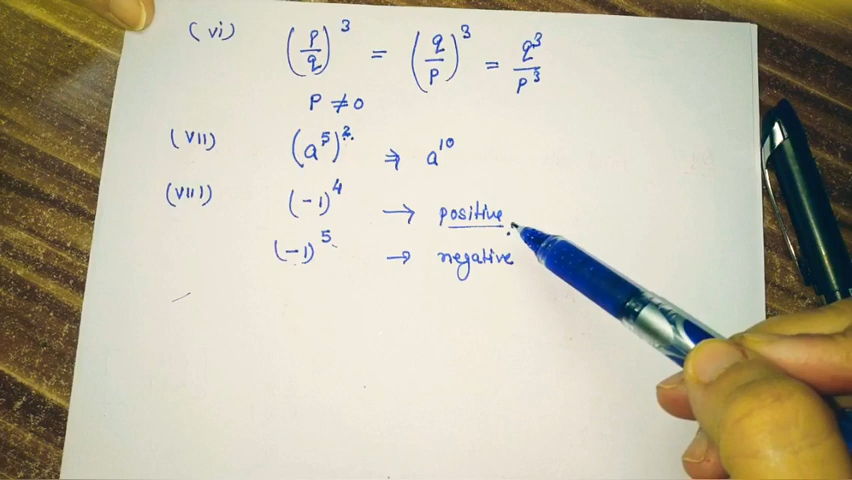 (vi) (p/q)^3 = (q/p)^3 = q^3/p^3
P ≠ 0
(VII) (a^5)^2 ⇒ a^10
(VIII) (-1)^4 → positive
(-1)^5 → negative